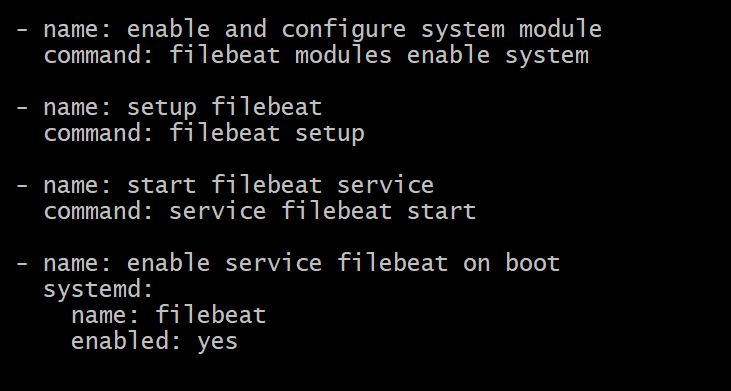 - name: enable and configure system module
  command: filebeat modules enable system
- name: setup filebeat
  command: filebeat setup
- name: start filebeat service
  command: service filebeat start
- name: enable service filebeat on boot
  systemd:
    name: filebeat
    enabled: yes